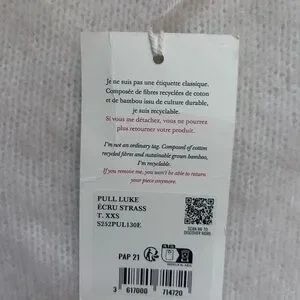 Je ne suis pas une étiquette classique.
Composée de fibres recyclées de coton
et de bambou issu de culture durable,
je suis recyclable.
Si vous me détachez, vous ne pourrez
plus retourner votre produit.
I'm not an ordinary tag. Composed of cotton
recycled fibres and sustainable grown bamboo,
I'm recyclable.
If you remove me, you won't be able to return
your piece anymore.
PULL LUKE
ÉCRU STRASS
T. XXS
S252PUL130E
SCAN ME TO
DISCOVER MORE
PAP 21
3 617000 714720